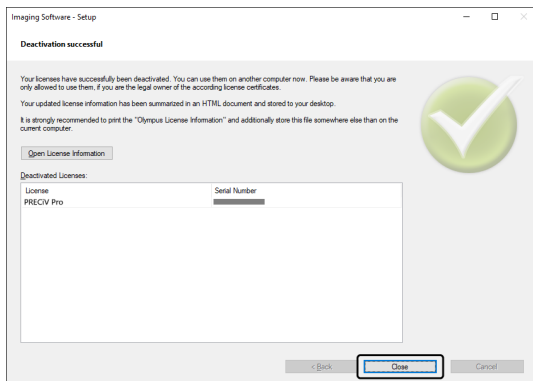 Imaging Software - Setup
Deactivation successful
Your licenses have successfully been deactivated. You can use them on another computer now. Please be aware that you are
only allowed to use them, if you are the legal owner of the according license certificates.
Your updated license information has been summarized in an HTML document and stored to your desktop.
It is strongly recommended to print the "Olympus License Information" and additionally store this file somewhere else than on the
current computer.
Open License Information
Deactivated Licenses:
License Serial Number
PRECiV Pro
< Back Close Cancel